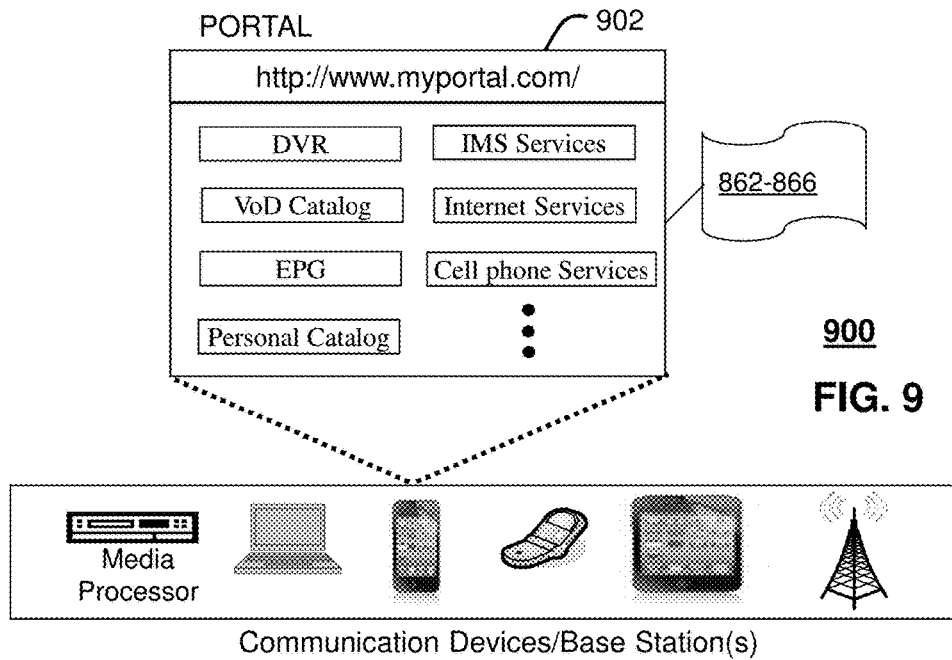 PORTAL
902
http://www.myportal.com/
DVR
IMS Services
VoD Catalog
Internet Services
EPG
Cell phone Services
Personal Catalog
862-866
900
FIG. 9
Media
Processor
Communication Devices/Base Station(s)